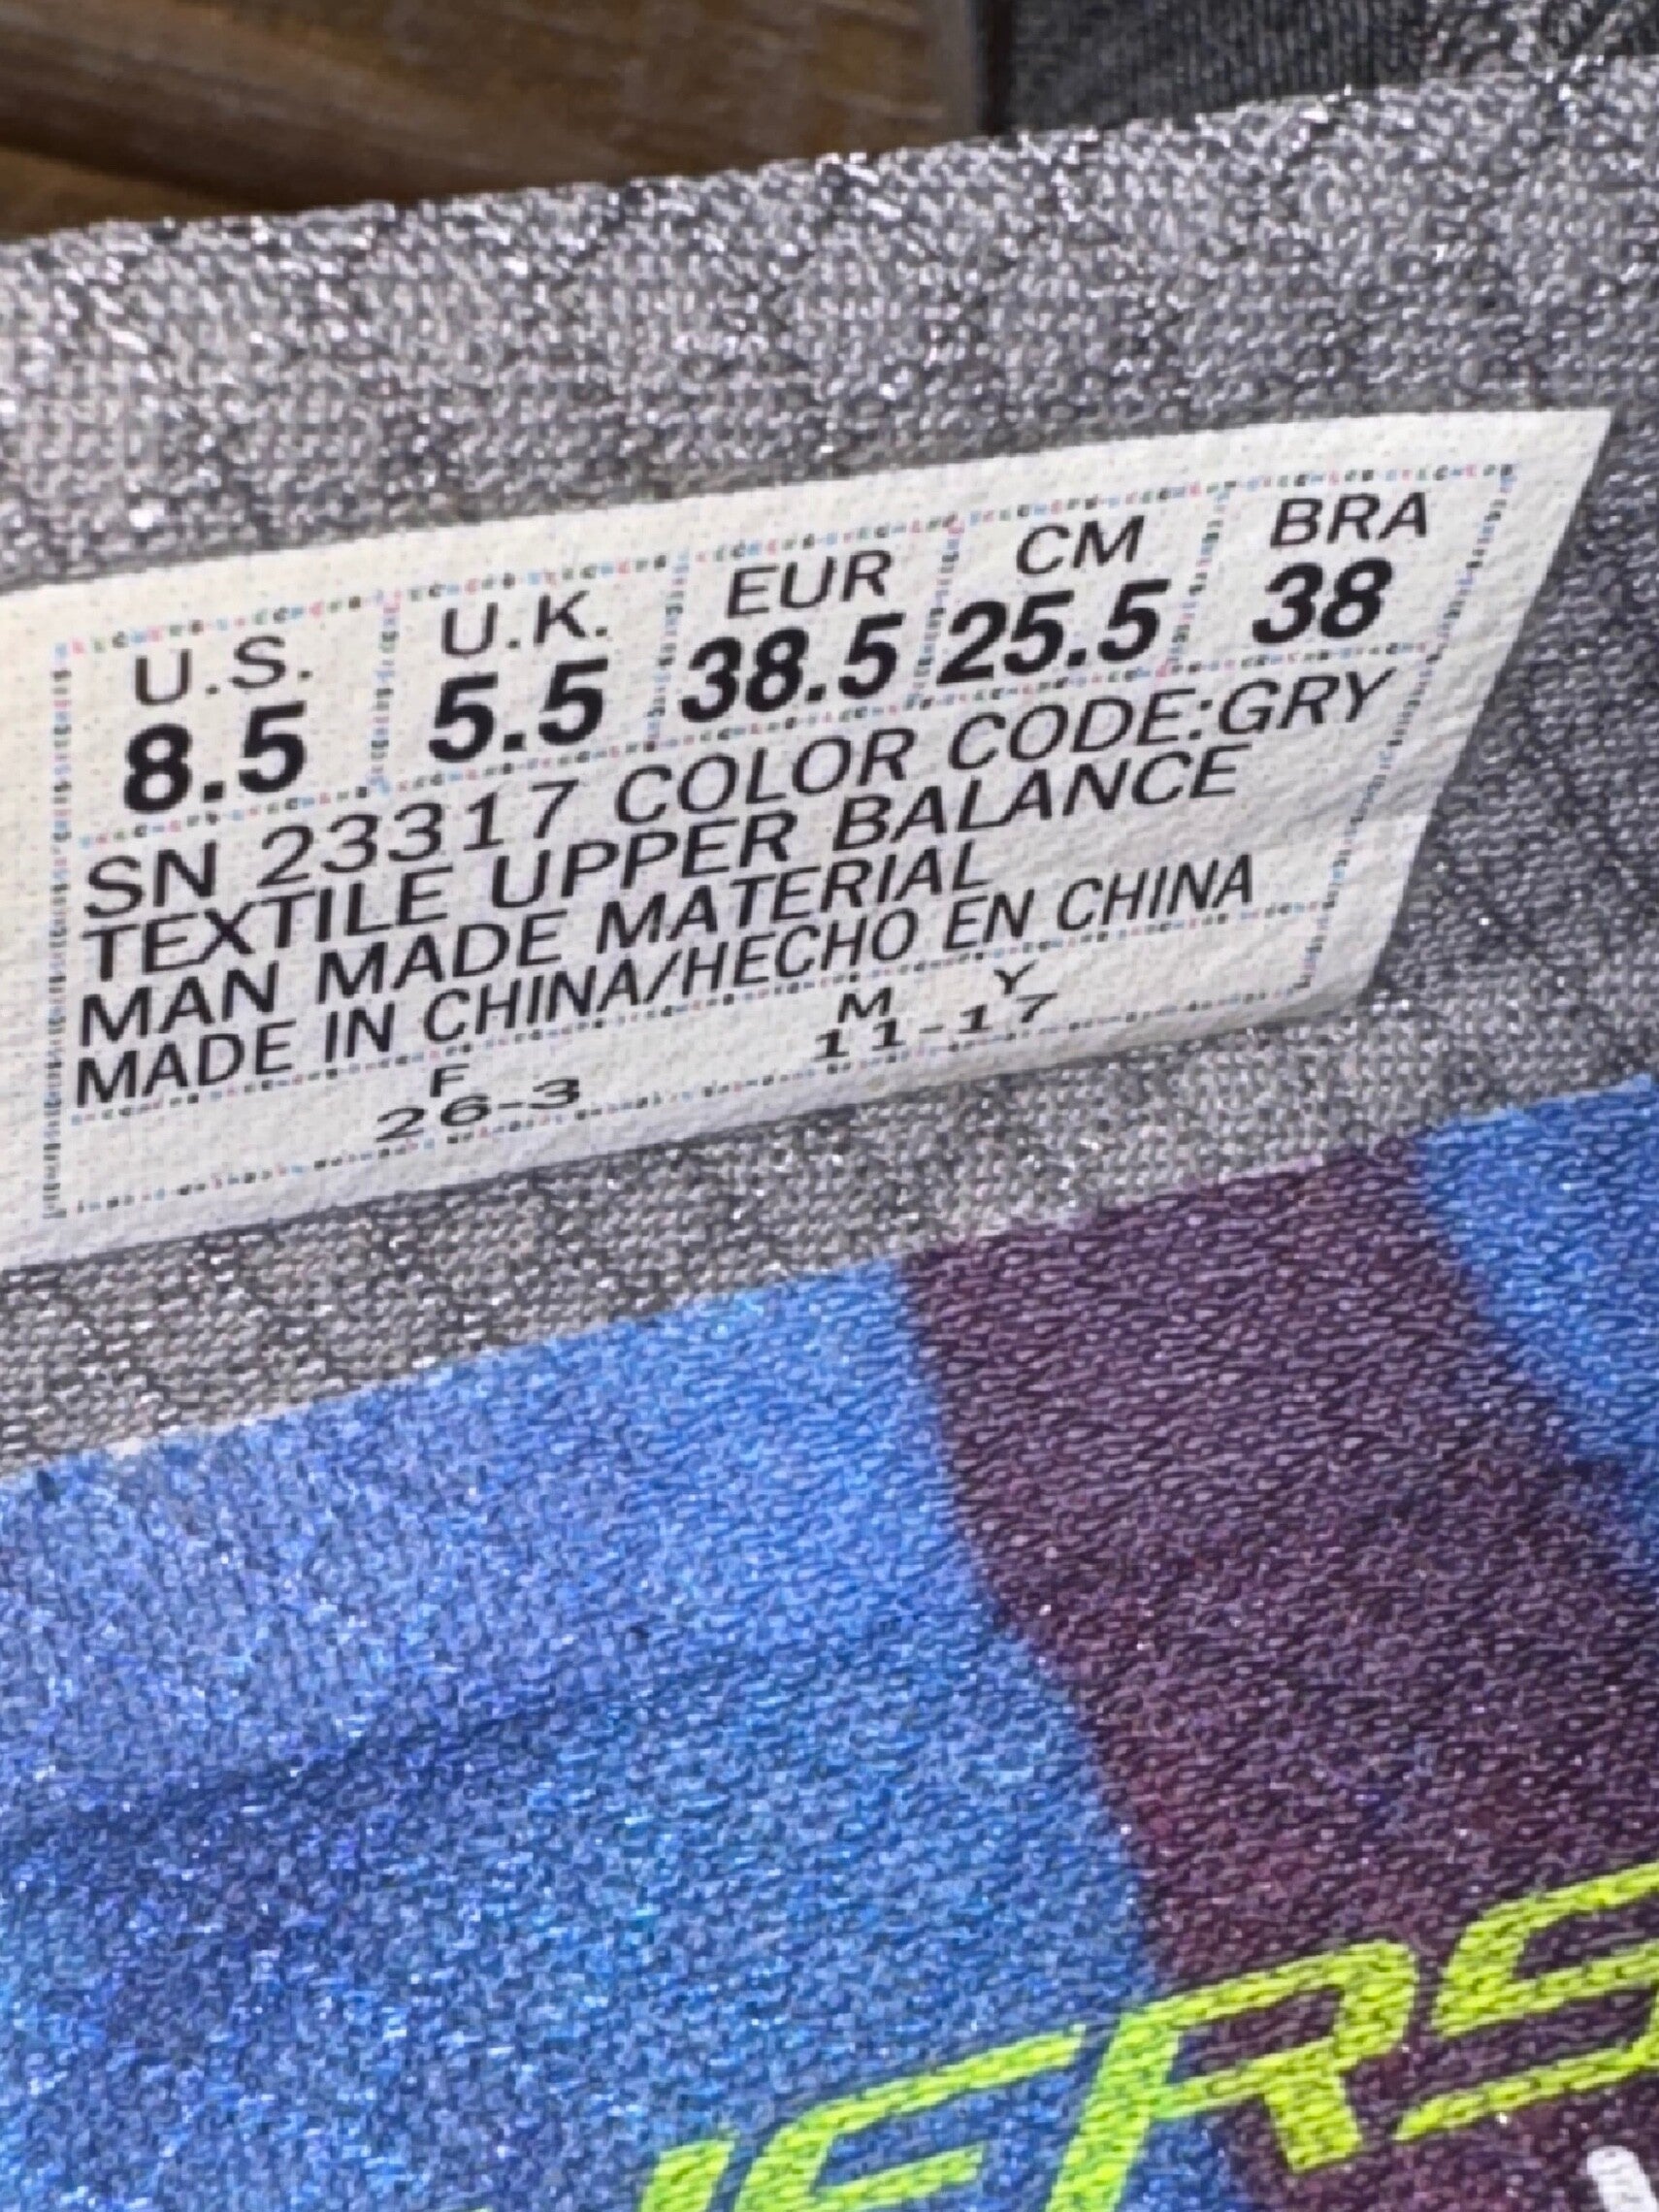 U.S. U.K. EUR CM BRA
8.5 5.5 38.5 25.5 38
SN 23317 COLOR CODE:GRY
TEXTILE UPPER BALANCE
MAN MADE MATERIAL
MADE IN CHINA/HECHO EN CHINA
F M Y
26-3 11-17